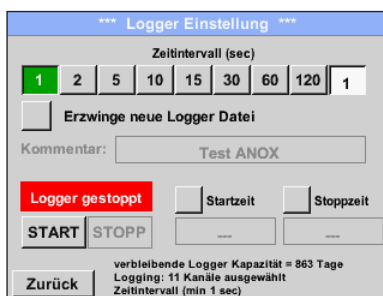 *** Logger Einstellung ***
Zeitintervall (sec)
1 2 5 10 15 30 60 120 1
Erzwinge neue Logger Datei
Kommentar: Test ANOX
Logger gestoppt Startzeit Stoppzeit
START STOPP --- ---
verbleibende Logger Kapazität = 863 Tage
Logging: 11 Kanäle ausgewählt
Zurück Zeitintervall (min 1 sec)